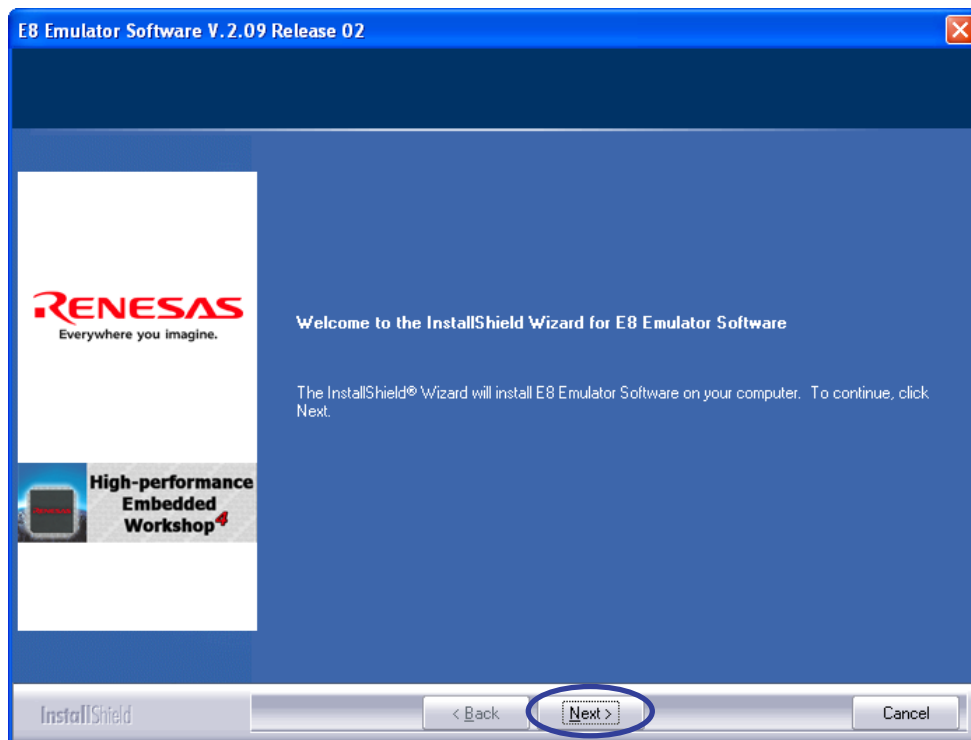 E8 Emulator Software V.2.09 Release 02
RENESAS
Everywhere you imagine.
Welcome to the InstallShield Wizard for E8 Emulator Software
The InstallShield® Wizard will install E8 Emulator Software on your computer. To continue, click
Next.
High-performance
Embedded
Workshop4
RENESAS
InstallShield
< Back
Next >
Cancel